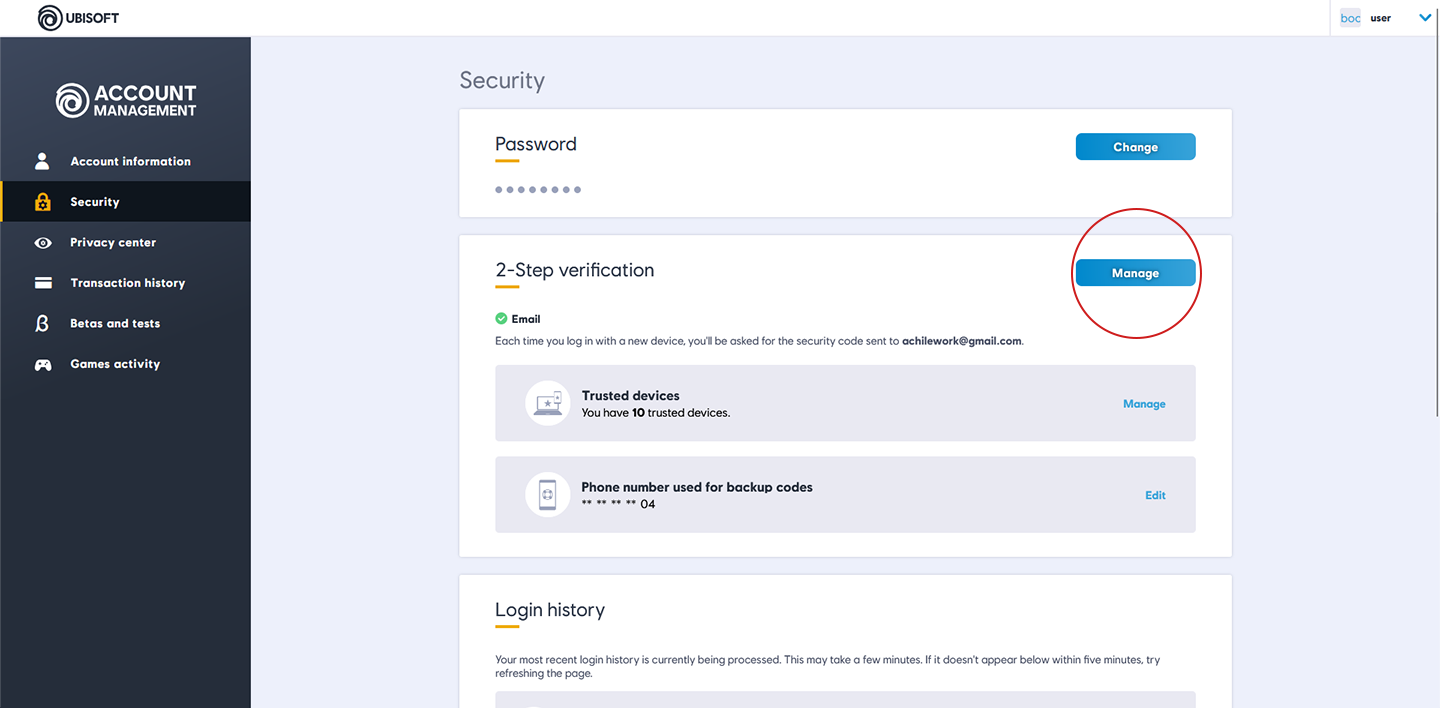 UBISOFT
boc user
ACCOUNT
MANAGEMENT
Account information
Security
Privacy center
Transaction history
Betas and tests
Games activity
Security
Password
Change
2-Step verification
Manage
Email
Each time you log in with a new device, you'll be asked for the security code sent to achilework@gmail.com.
Trusted devices
You have 10 trusted devices.
Manage
Phone number used for backup codes
** ** ** ** 04
Edit
Login history
Your most recent login history is currently being processed. This may take a few minutes. If it doesn't appear below within five minutes, try
refreshing the page.